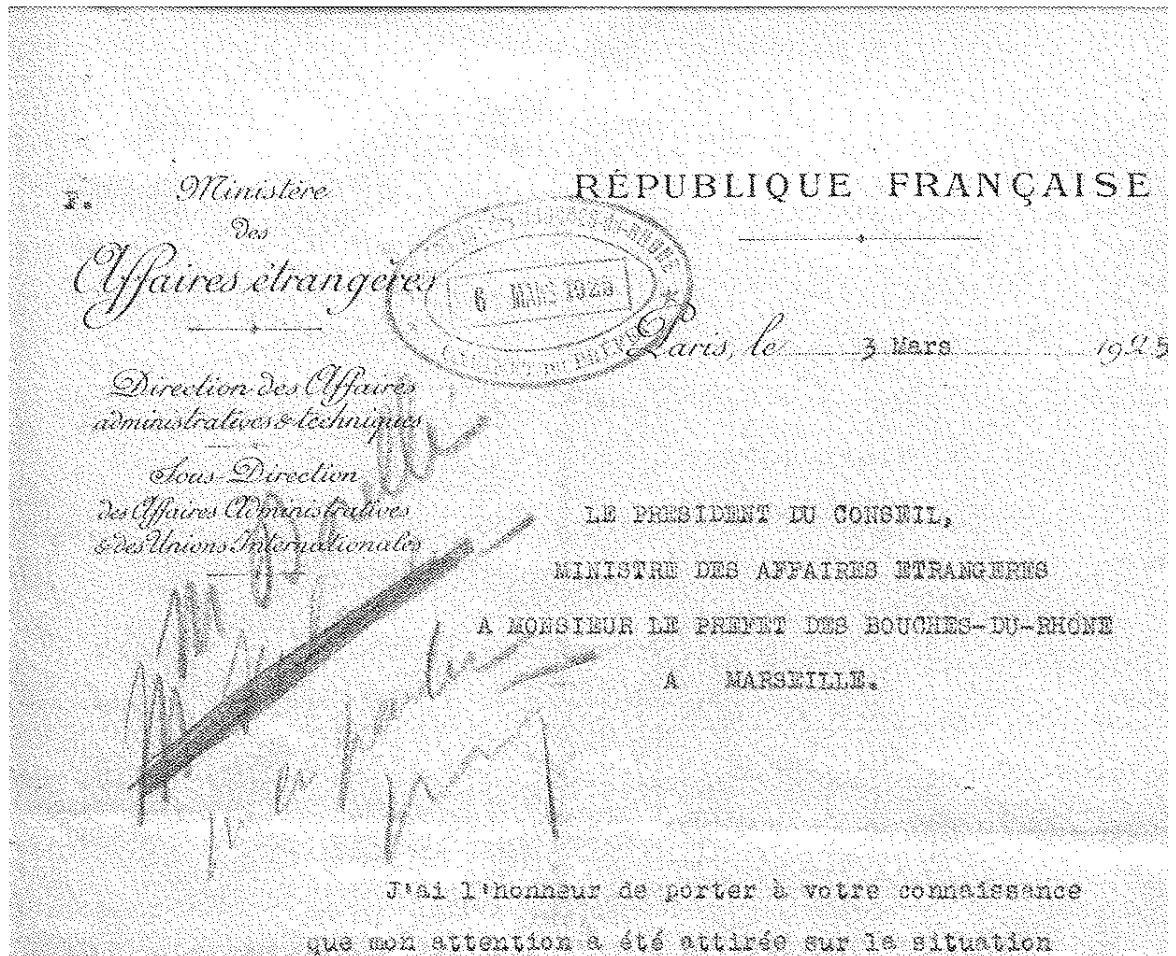 P.
Ministère
des
Affaires étrangères
Direction des Affaires
administratives & techniques
Sous-Direction
des Affaires Administratives
& des Unions Internationales
RÉPUBLIQUE FRANÇAISE
6 MARS 1925
Paris, le 3 Mars 1925
LE PRESIDENT DU CONSEIL,
MINISTRE DES AFFAIRES ETRANGERES
A MONSIEUR LE PREFET DES BOUCHES-DU-RHÔNE
A MARSEILLE.
J'ai l'honneur de porter à votre connaissance
que mon attention a été attirée sur la situation